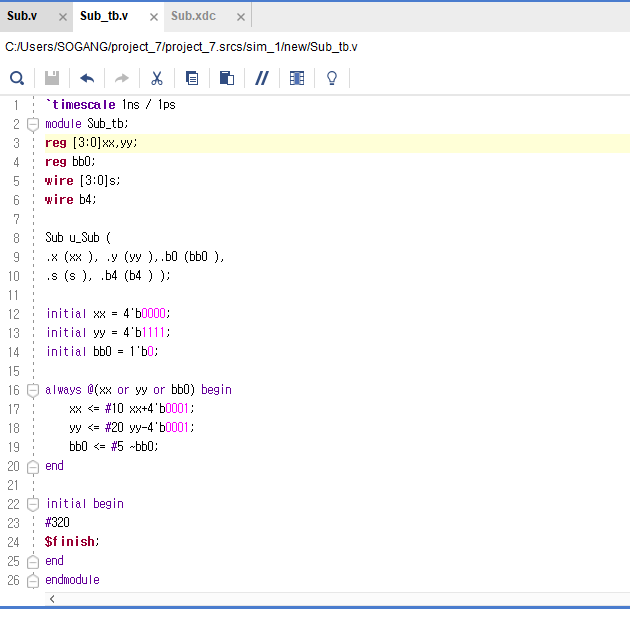 Sub.v × Sub_tb.v × Sub.xdc ×
C:/Users/SOGANG/project_7/project_7.srcs/sim_1/new/Sub_tb.v
1 `timescale 1ns / 1ps
2 module Sub_tb;
3 reg [3:0]xx,yy;
4 reg bb0;
5 wire [3:0]s;
6 wire b4;
7
8 Sub u_Sub (
9 .x (xx ), .y (yy ),.b0 (bb0 ),
10 .s (s ), .b4 (b4 ) );
11
12 initial xx = 4'b0000;
13 initial yy = 4'b1111;
14 initial bb0 = 1'b0;
15
16 always @(xx or yy or bb0) begin
17 xx <= #10 xx+4'b0001;
18 yy <= #20 yy-4'b0001;
19 bb0 <= #5 ~bb0;
20 end
21
22 initial begin
23 #320
24 $finish;
25 end
26 endmodule